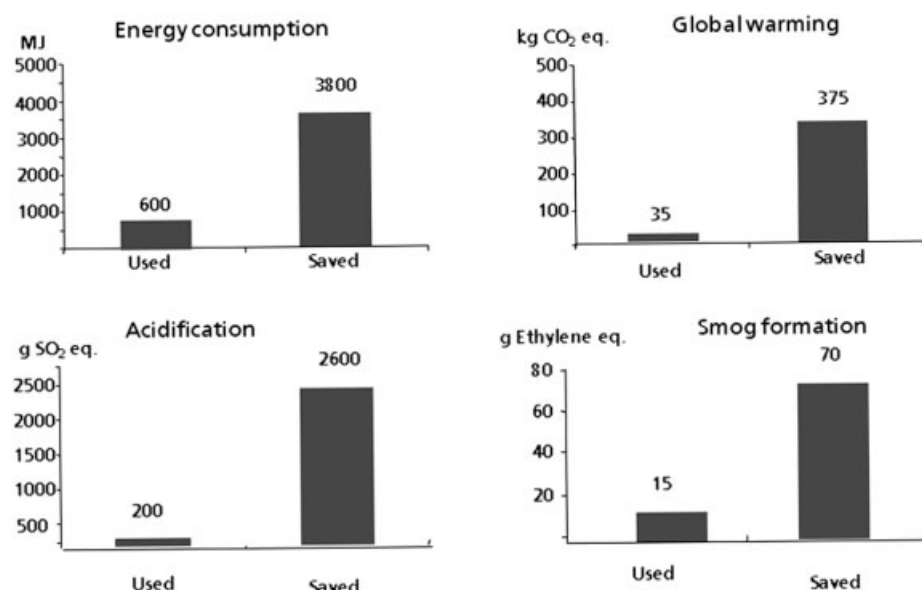 Energy consumption
MJ
5000
4000
3000
2000
1000
3800
600
Used
Saved
Global warming
kg CO₂ eq.
500
400
300
200
100
375
35
Used
Saved
Acidification
g SO₂ eq.
2500
2000
1500
1000
500
2600
200
Used
Saved
Smog formation
g Ethylene eq.
80
60
40
20
70
15
Used
Saved